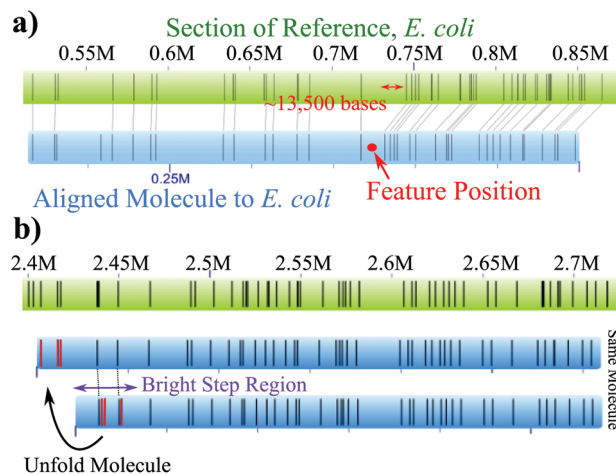 a)
Section of Reference, E. coli
0.55M 0.6M 0.65M 0.7M 0.75M 0.8M 0.85M
~13,500 bases
0.25M
Aligned Molecule to E. coli
Feature Position
b)
2.4M 2.45M 2.5M 2.55M 2.6M 2.65M 2.7M
Same Molecule
Bright Step Region
Unfold Molecule